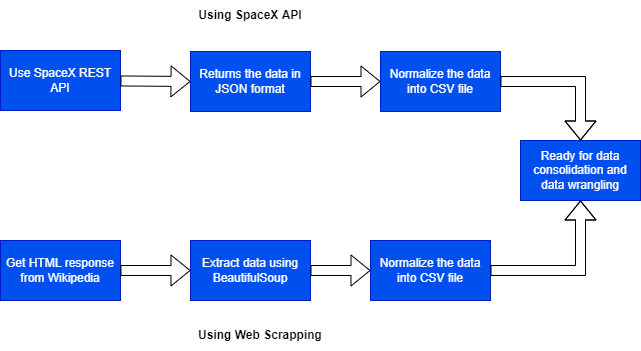 Using SpaceX API
Use SpaceX REST
API
Returns the data in
JSON format
Normalize the data
into CSV file
Ready for data
consolidation and
data wrangling
Get HTML response
from Wikipedia
Extract data using
BeautifulSoup
Normalize the data
into CSV file
Using Web Scrapping